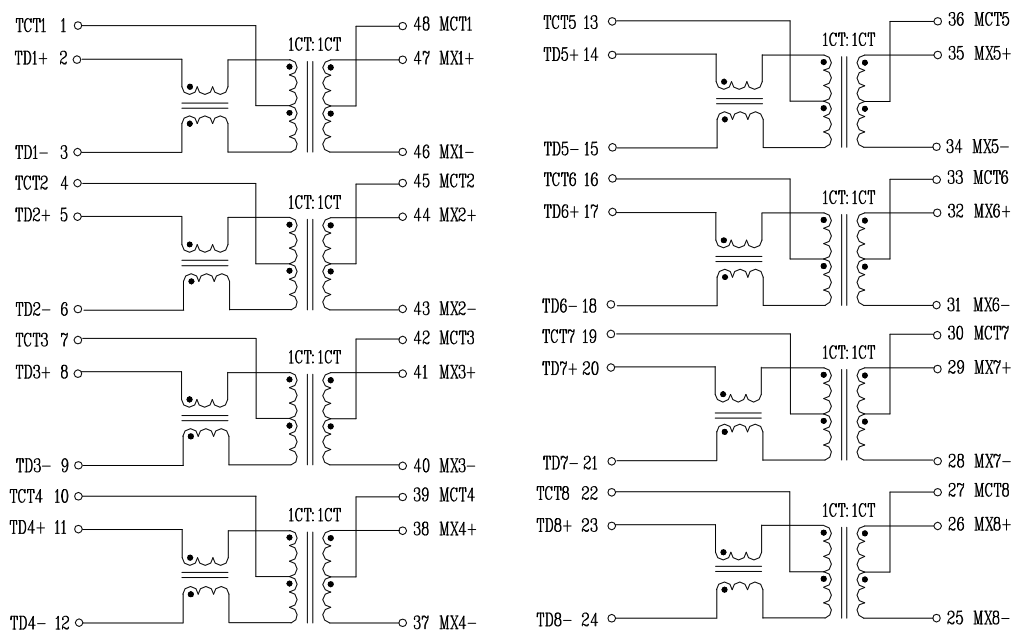 TCT1 1
48 MCT1
1CT:1CT
TD1+ 2
47 MX1+
TD1- 3
46 MX1-
TCT2 4
45 MCT2
1CT:1CT
TD2+ 5
44 MX2+
TD2- 6
43 MX2-
TCT3 7
42 MCT3
1CT:1CT
TD3+ 8
41 MX3+
TD3- 9
40 MX3-
TCT4 10
39 MCT4
1CT:1CT
TD4+ 11
38 MX4+
TD4- 12
37 MX4-
TCT5 13
36 MCT5
1CT:1CT
TD5+ 14
35 MX5+
TD5- 15
34 MX5-
TCT6 16
33 MCT6
1CT:1CT
TD6+ 17
32 MX6+
TD6- 18
31 MX6-
TCT7 19
30 MCT7
1CT:1CT
TD7+ 20
29 MX7+
TD7- 21
28 MX7-
TCT8 22
27 MCT8
1CT:1CT
TD8+ 23
26 MX8+
TD8- 24
25 MX8-